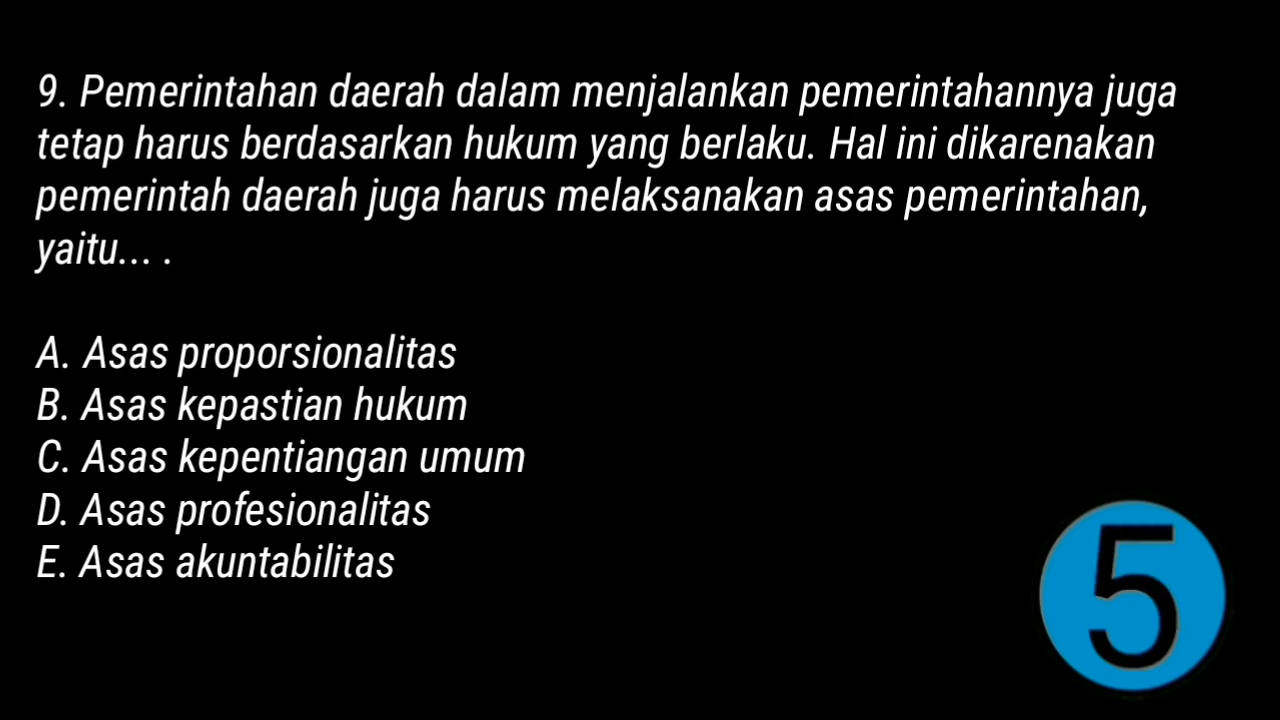 9. Pemerintahan daerah dalam menjalankan pemerintahannya juga
tetap harus berdasarkan hukum yang berlaku. Hal ini dikarenakan
pemerintah daerah juga harus melaksanakan asas pemerintahan,
yaitu... .
A. Asas proporsionalitas
B. Asas kepastian hukum
C. Asas kepentiangan umum
D. Asas profesionalitas
E. Asas akuntabilitas
5